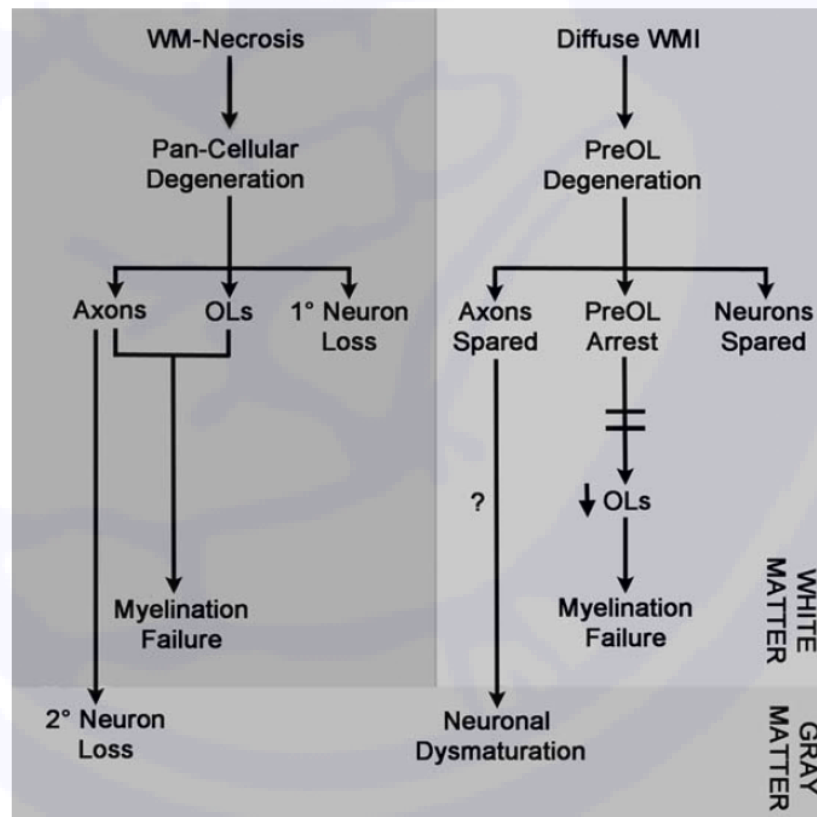 WM-Necrosis
Pan-Cellular
Degeneration
Axons
OLs
1° Neuron
Loss
Myelination
Failure
2° Neuron
Loss
Diffuse WMI
PreOL
Degeneration
Axons
Spared
PreOL
Arrest
Neurons
Spared
?
↓ OLs
Myelination
Failure
Neuronal
Dysmaturation
WHITE
MATTER
GRAY
MATTER